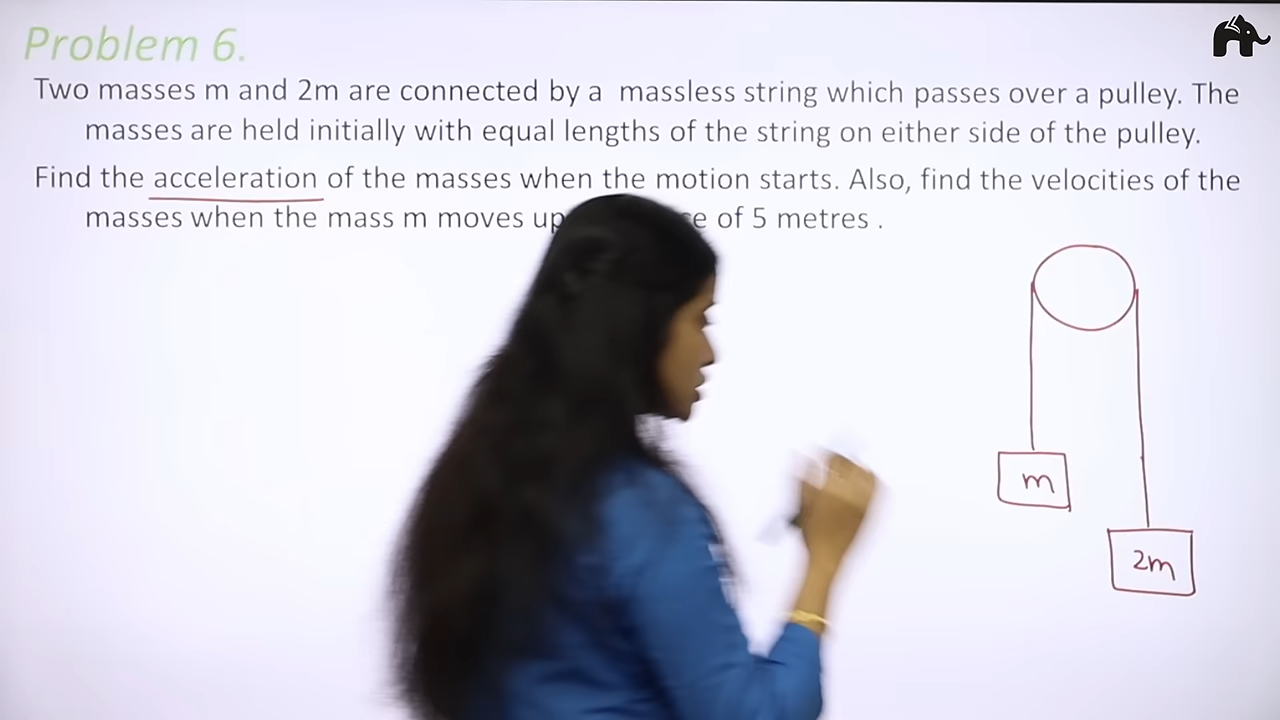 Problem 6.
Two masses m and 2m are connected by a massless string which passes over a pulley. The
masses are held initially with equal lengths of the string on either side of the pulley.
Find the acceleration of the masses when the motion starts. Also, find the velocities of the
masses when the mass m moves up of 5 metres .
m
2m